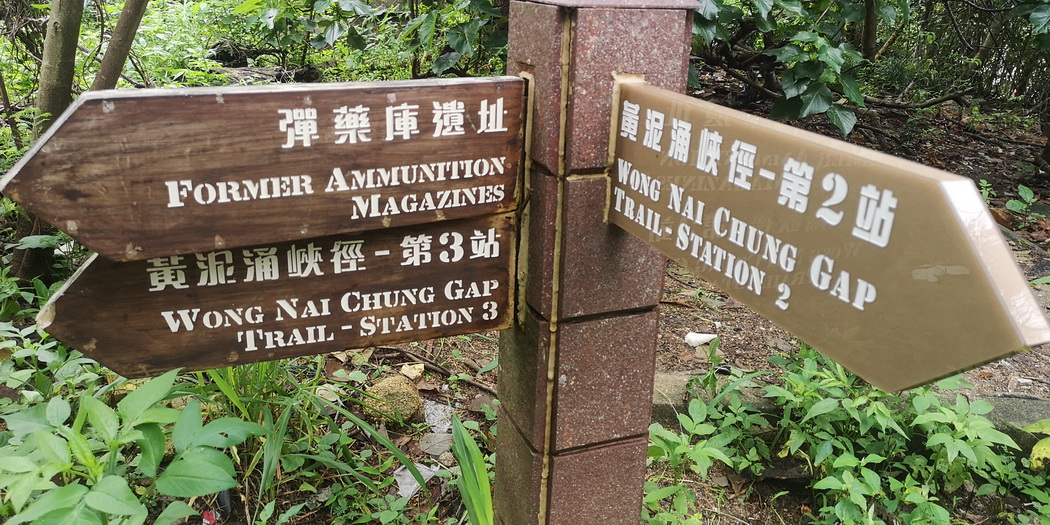 彈藥庫遺址
FORMER AMMUNITION
MAGAZINES
黃泥涌峽徑-第3站
WONG NAI CHUNG GAP
TRAIL-STATION 3
黃泥涌峽徑-第2站
WONG NAI CHUNG GAP
TRAIL-STATION 2